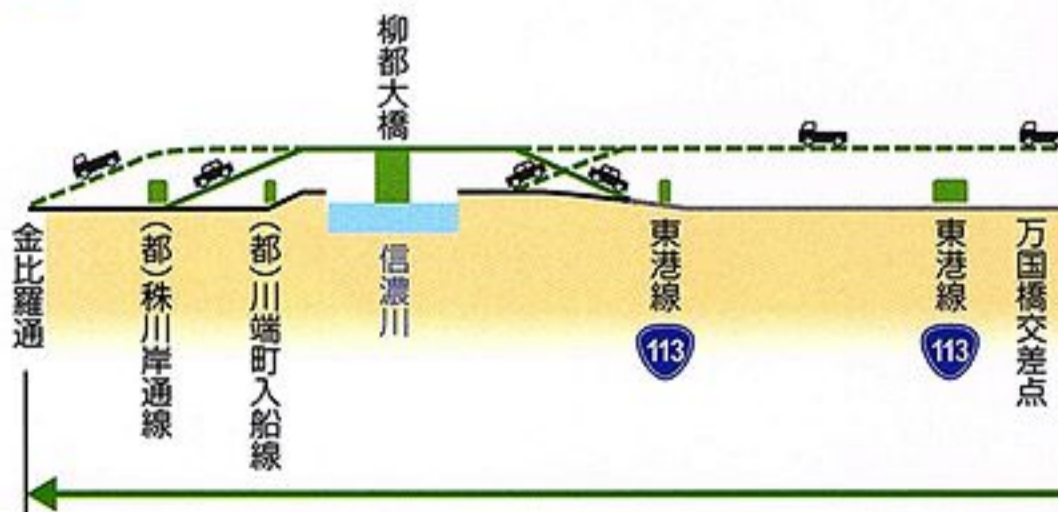 柳都大橋
金比羅通
(都)秣川岸通線
(都)川端町入船線
信濃川
東港線
113
東港線
113
万国橋交差点